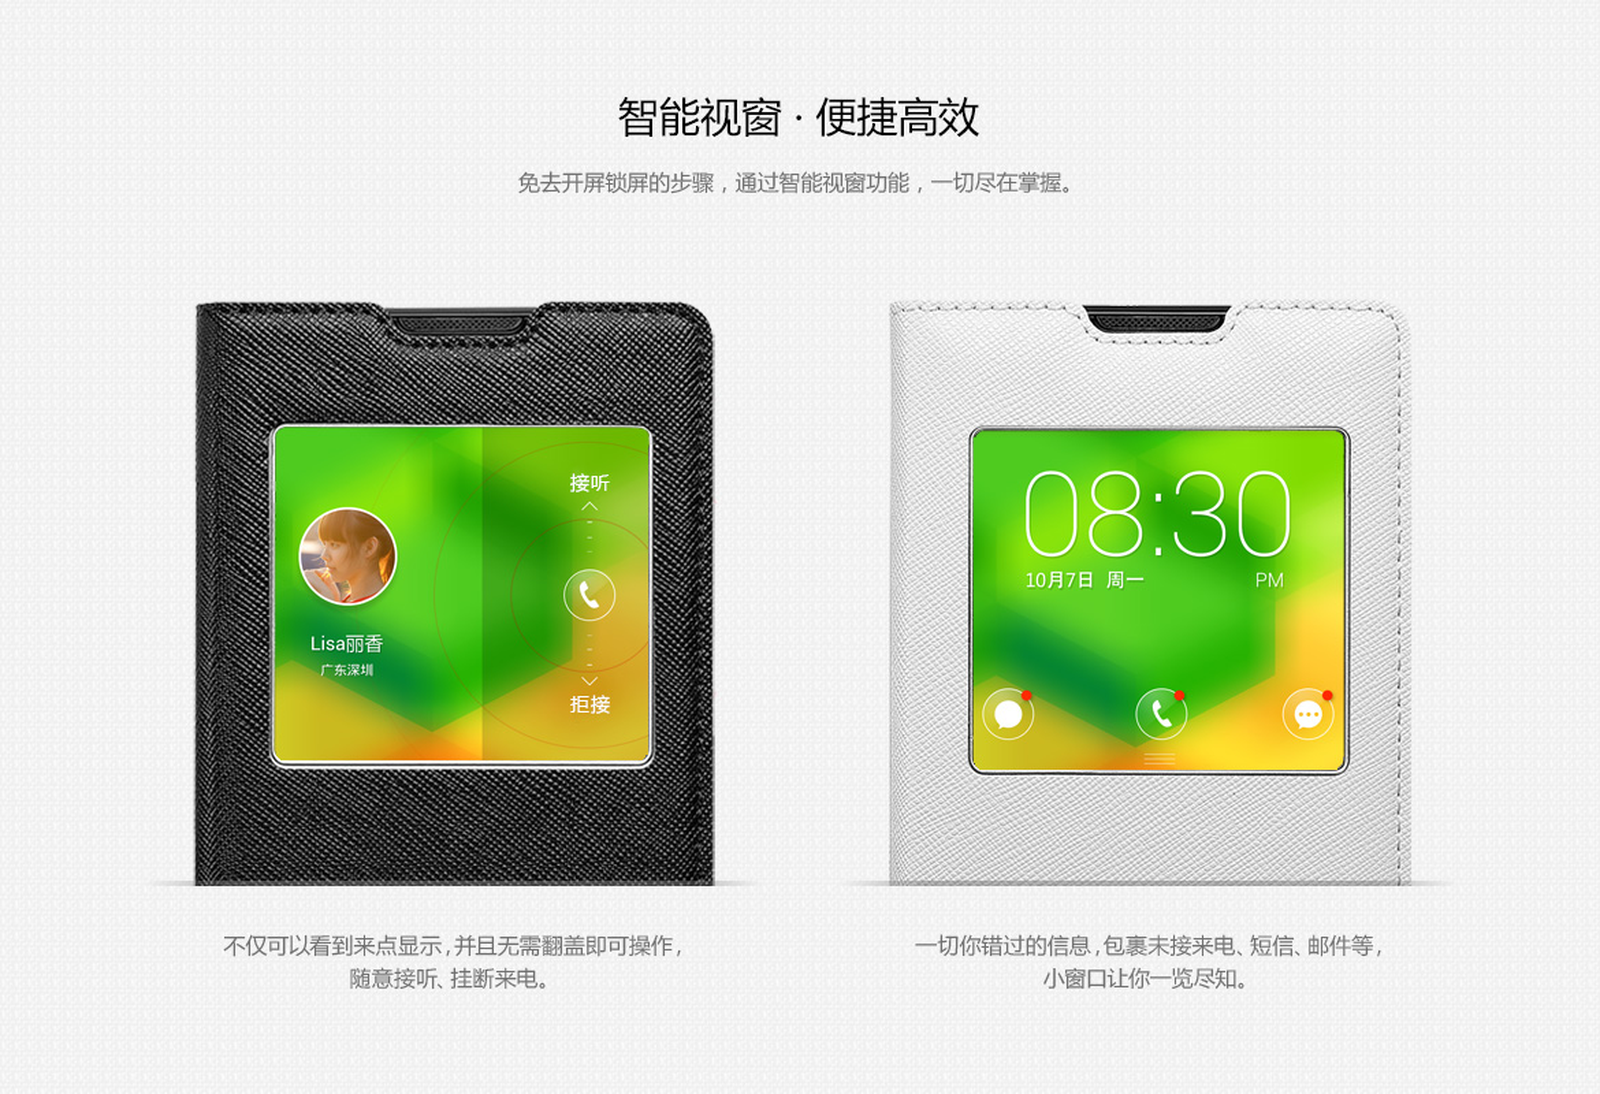 智能视窗 · 便捷高效
免去开屏锁屏的步骤，通过智能视窗功能，一切尽在掌握。
接听
Lisa丽香
广东深圳
拒接
08:30
10月7日 周一
PM
不仅可以看到来点显示，并且无需翻盖即可操作，
随意接听、挂断来电。
一切你错过的信息，包裹未接来电、短信、邮件等，
小窗口让你一览尽知。